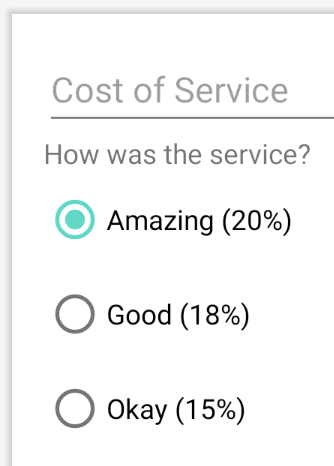 Cost of Service
How was the service?
Amazing (20%)
Good (18%)
Okay (15%)